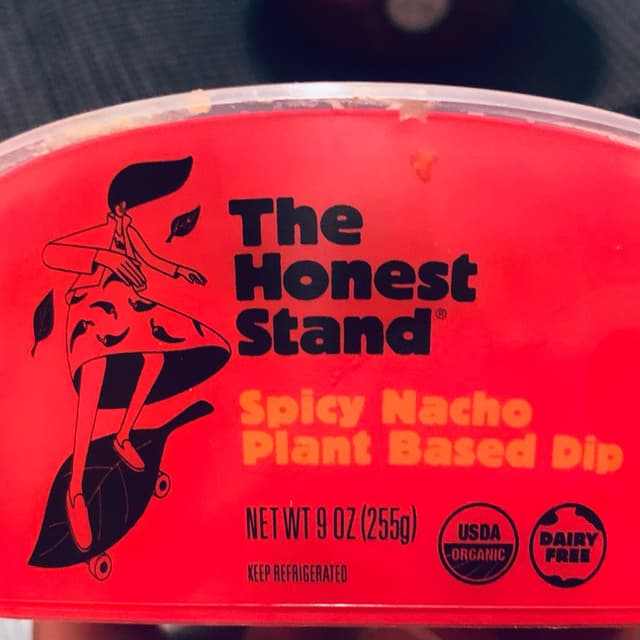 The
Honest
Stand®
Spicy Nacho
Plant Based Dip
NET WT 9 OZ (255g)
KEEP REFRIGERATED
USDA
ORGANIC
DAIRY
FREE